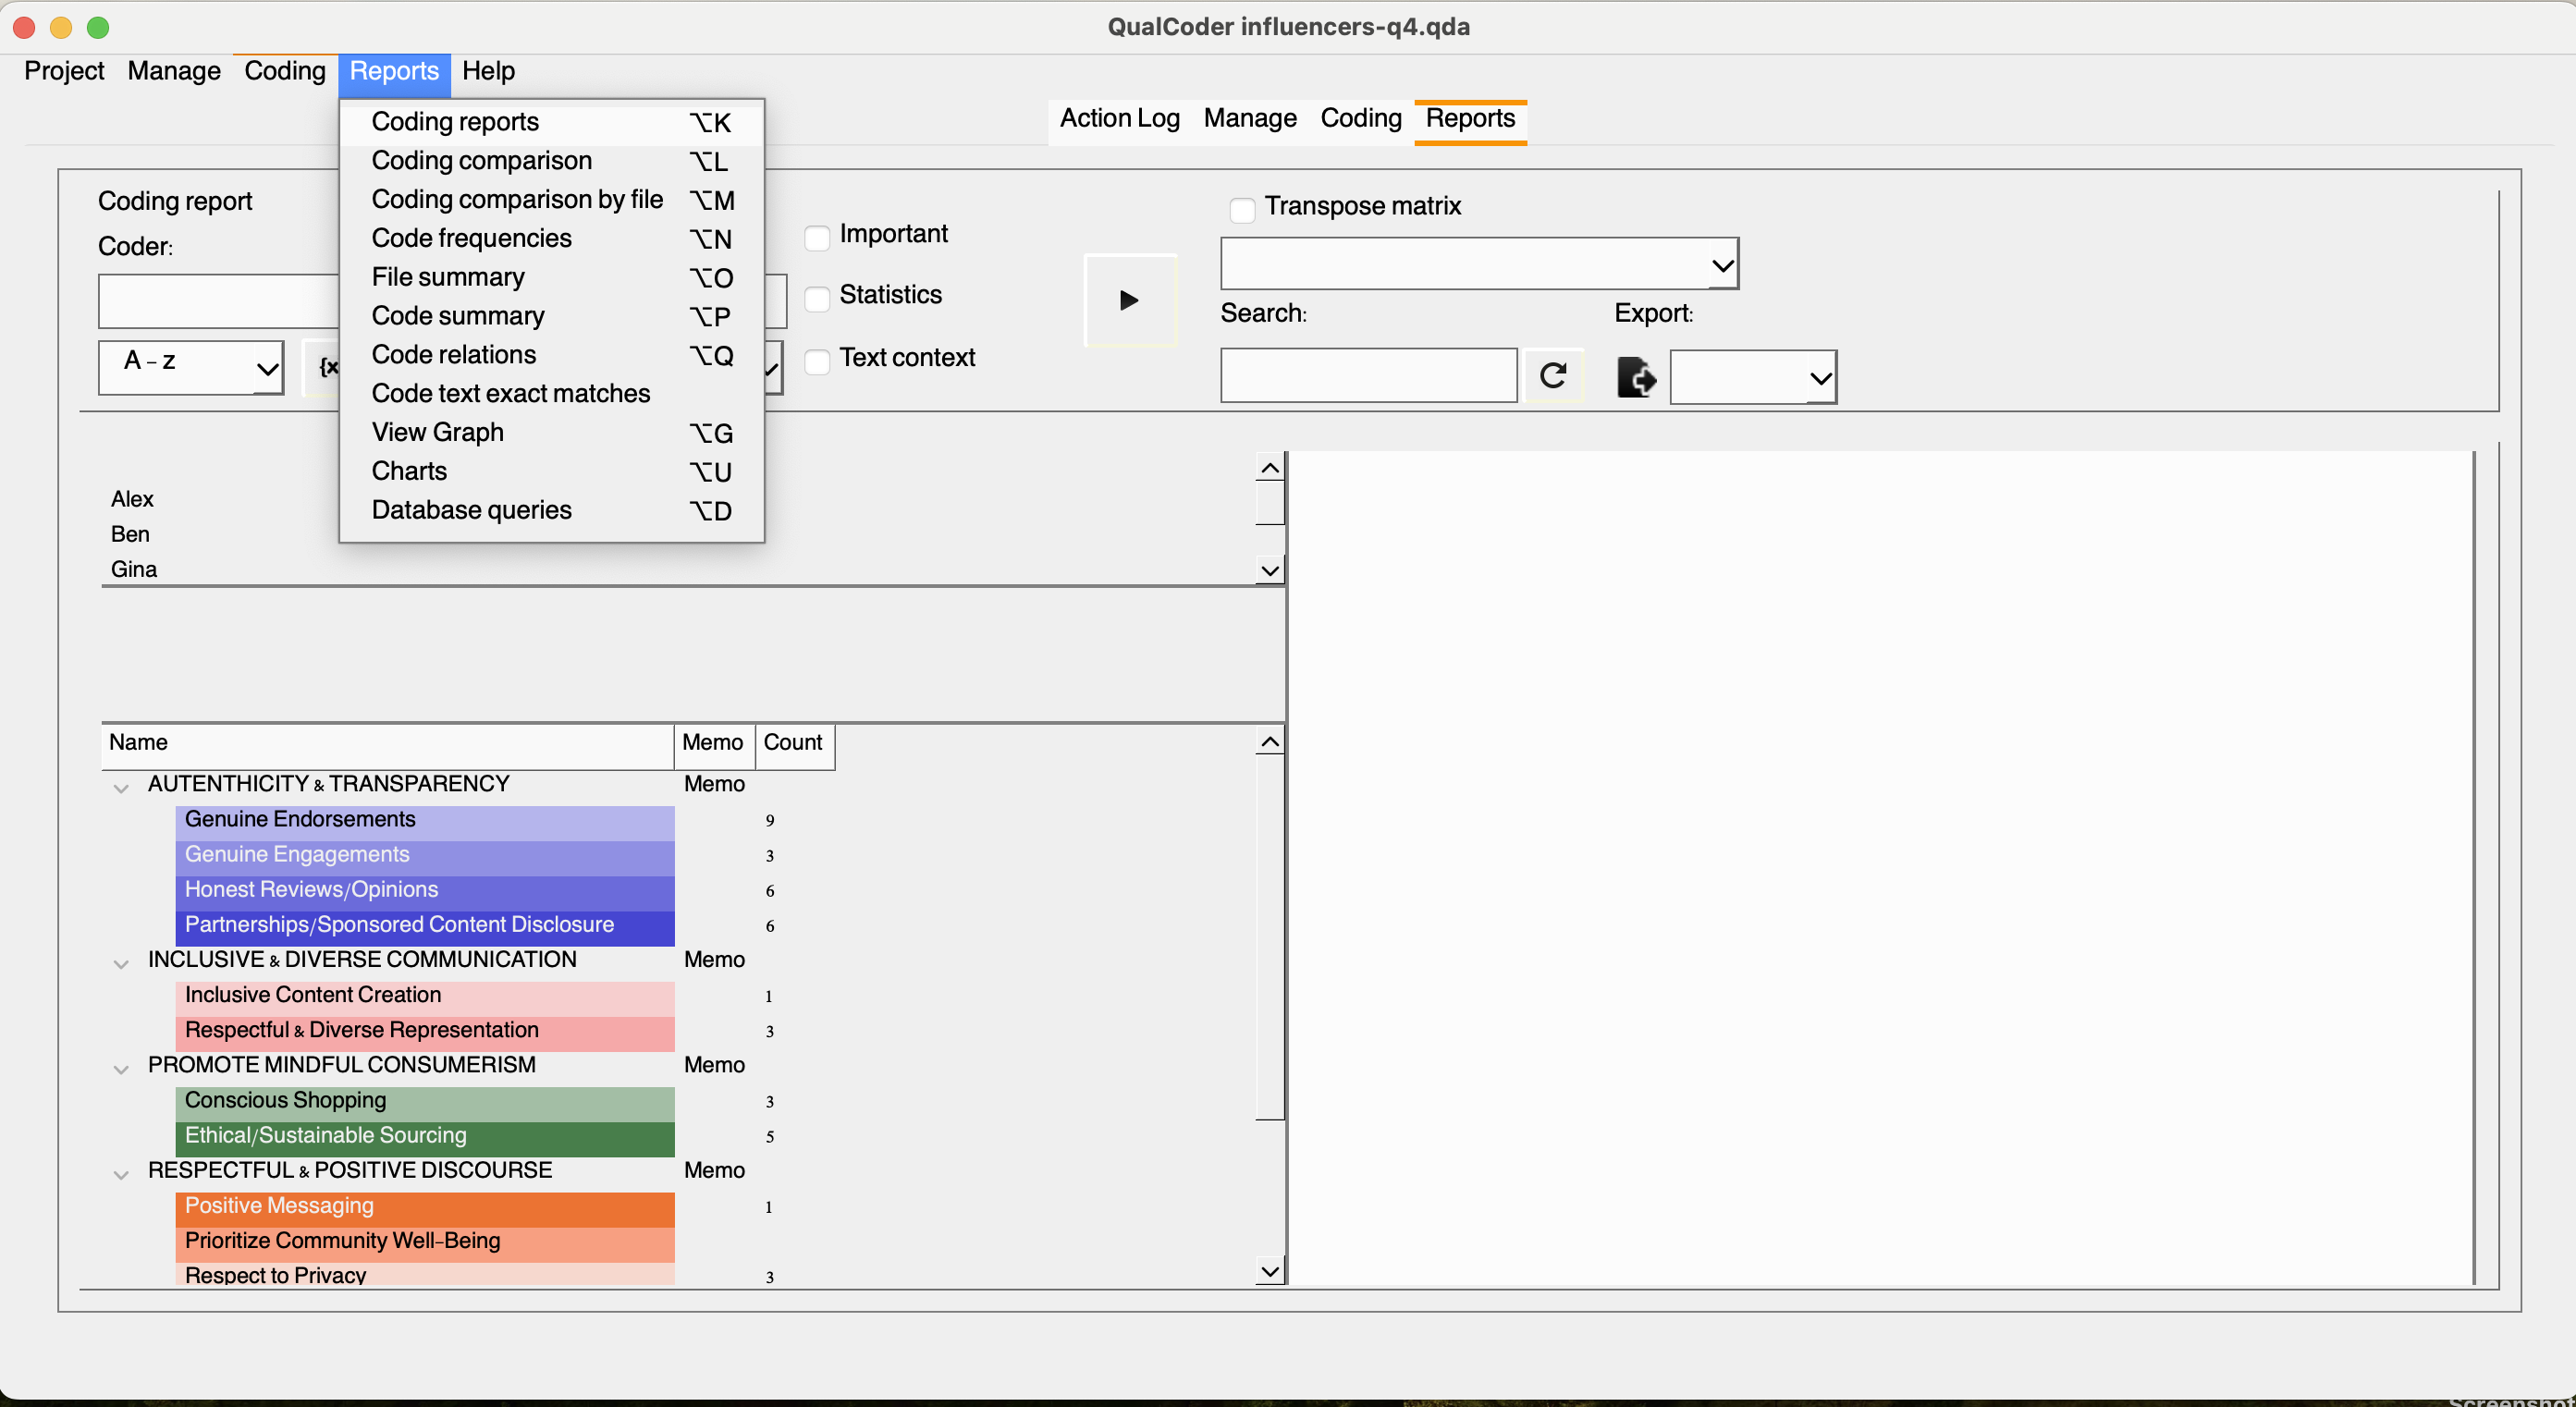 QualCoder influencers-q4.qda
Project Manage Coding Reports Help
Coding reports ⌥K
Coding comparison ⌥L
Coding comparison by file ⌥M
Code frequencies ⌥N
File summary ⌥O
Code summary ⌥P
Code relations ⌥Q
Code text exact matches
View Graph ⌥G
Charts ⌥U
Database queries ⌥D
Action Log Manage Coding Reports
Coding report
Coder:
A - z
Important
Statistics
Text context
Transpose matrix
Search:
Export:
Alex
Ben
Gina
Name Memo Count
AUTENTHICITY & TRANSPARENCY Memo
Genuine Endorsements 9
Genuine Engagements 3
Honest Reviews/Opinions 6
Partnerships/Sponsored Content Disclosure 6
INCLUSIVE & DIVERSE COMMUNICATION Memo
Inclusive Content Creation 1
Respectful & Diverse Representation 3
PROMOTE MINDFUL CONSUMERISM Memo
Conscious Shopping 3
Ethical/Sustainable Sourcing 5
RESPECTFUL & POSITIVE DISCOURSE Memo
Positive Messaging 1
Prioritize Community Well-Being
Respect to Privacy 3